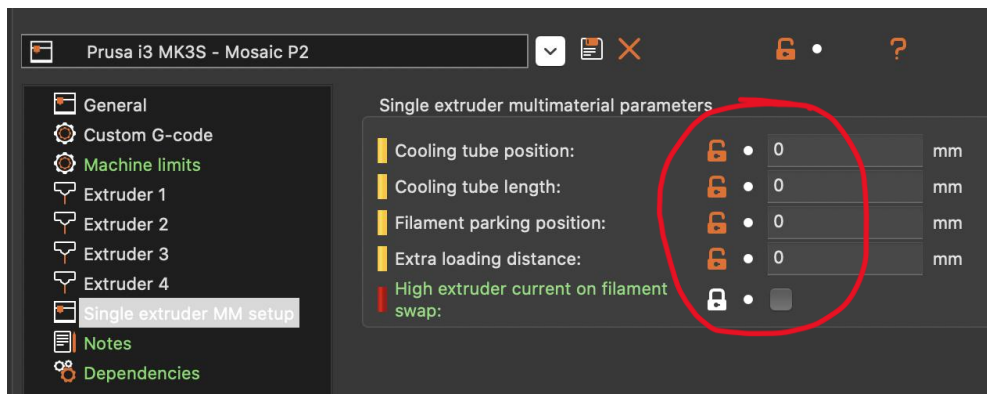 Prusa i3 MK3S - Mosaic P2
?
General
Custom G-code
Machine limits
Extruder 1
Extruder 2
Extruder 3
Extruder 4
Single extruder MM setup
Notes
Dependencies
Single extruder multimaterial parameters
Cooling tube position:
0
mm
Cooling tube length:
0
mm
Filament parking position:
0
mm
Extra loading distance:
0
mm
High extruder current on filament
swap: